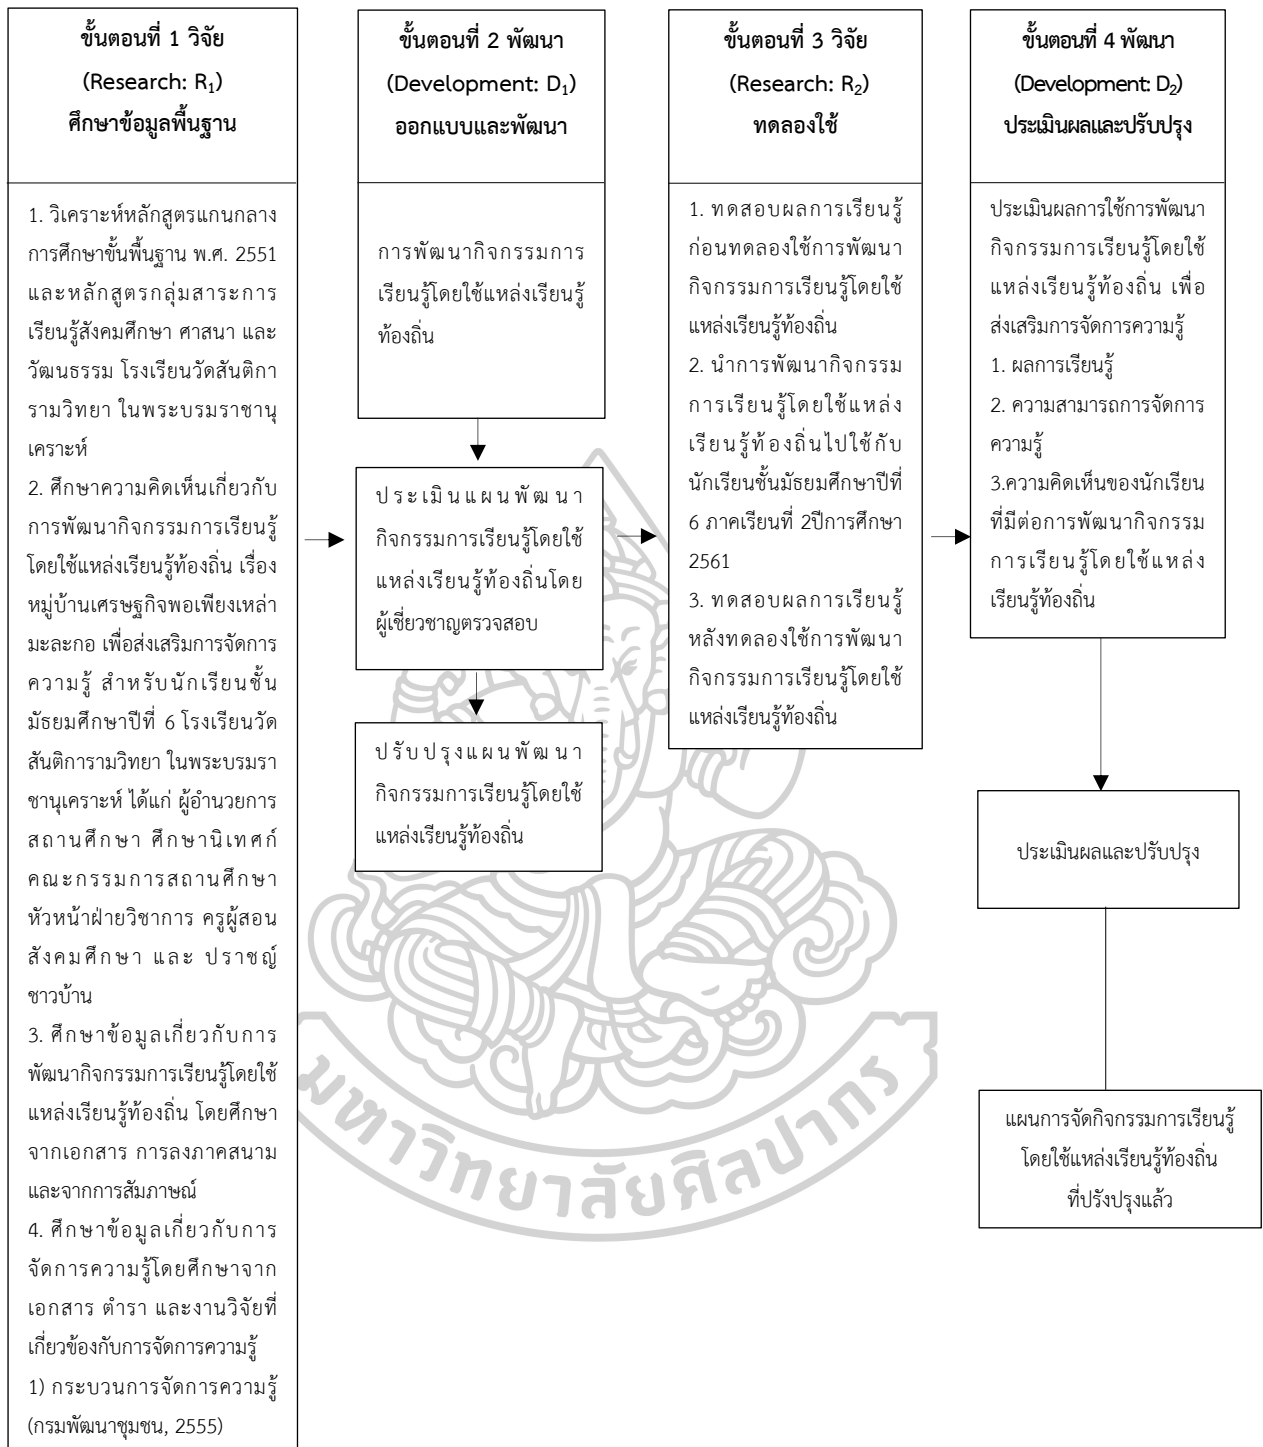 ขั้นตอนที่ 1 วิจัย
(Research: R1)
ศึกษาข้อมูลพื้นฐาน
1. วิเคราะห์หลักสูตรแกนกลาง
การศึกษาขั้นพื้นฐาน พ.ศ. 2551
และหลักสูตรกลุ่มสาระการ
เรียนรู้สังคมศึกษา ศาสนา และ
วัฒนธรรม โรงเรียนวัดสันติกา
รามวิทยา ในพระบรมราชานุ
เคราะห์
2. ศึกษาความคิดเห็นเกี่ยวกับ
การพัฒนากิจกรรมการเรียนรู้
โดยใช้แหล่งเรียนรู้ท้องถิ่น เรื่อง
หมู่บ้านเศรษฐกิจพอเพียงเหล่า
มะละกอ เพื่อส่งเสริมการจัดการ
ความรู้ สำหรับนักเรียนชั้น
มัธยมศึกษาปีที่ 6 โรงเรียนวัด
สันติการามวิทยา ในพระบรมรา
ชานุเคราะห์ ได้แก่ ผู้อำนวยการ
สถานศึกษา ศึกษานิเทศก์
คณะกรรมการสถานศึกษา
หัวหน้าฝ่ายวิชาการ ครูผู้สอน
สังคมศึกษา และ ปราชญ์
ชาวบ้าน
3. ศึกษาข้อมูลเกี่ยวกับการ
พัฒนากิจกรรมการเรียนรู้โดยใช้
แหล่งเรียนรู้ท้องถิ่น โดยศึกษา
จากเอกสาร การลงภาคสนาม
และจากการสัมภาษณ์
4. ศึกษาข้อมูลเกี่ยวกับการ
จัดการความรู้โดยศึกษาจาก
เอกสาร ตำรา และงานวิจัยที่
เกี่ยวข้องกับการจัดการความรู้
1) กระบวนการจัดการความรู้
(กรมพัฒนาชุมชน, 2555)
ขั้นตอนที่ 2 พัฒนา
(Development: D1)
ออกแบบและพัฒนา
การพัฒนากิจกรรมการ
เรียนรู้โดยใช้แหล่งเรียนรู้
ท้องถิ่น
ประเมินแผนพัฒนา
กิจกรรมการเรียนรู้โดยใช้
แหล่งเรียนรู้ท้องถิ่นโดย
ผู้เชี่ยวชาญตรวจสอบ
ปรับปรุงแผนพัฒนา
กิจกรรมการเรียนรู้โดยใช้
แหล่งเรียนรู้ท้องถิ่น
ขั้นตอนที่ 3 วิจัย
(Research: R2)
ทดลองใช้
1. ทดสอบผลการเรียนรู้
ก่อนทดลองใช้การพัฒนา
กิจกรรมการเรียนรู้โดยใช้
แหล่งเรียนรู้ท้องถิ่น
2. นำการพัฒนากิจกรรม
การเรียนรู้โดยใช้แหล่ง
เรียนรู้ท้องถิ่นไปใช้กับ
นักเรียนชั้นมัธยมศึกษาปีที่
6 ภาคเรียนที่ 2ปีการศึกษา
2561
3. ทดสอบผลการเรียนรู้
หลังทดลองใช้การพัฒนา
กิจกรรมการเรียนรู้โดยใช้
แหล่งเรียนรู้ท้องถิ่น
ขั้นตอนที่ 4 พัฒนา
(Development: D2)
ประเมินผลและปรับปรุง
ประเมินผลการใช้การพัฒนา
กิจกรรมการเรียนรู้โดยใช้
แหล่งเรียนรู้ท้องถิ่น เพื่อ
ส่งเสริมการจัดการความรู้
1. ผลการเรียนรู้
2. ความสามารถการจัดการ
ความรู้
3.ความคิดเห็นของนักเรียน
ที่มีต่อการพัฒนากิจกรรม
การเรียนรู้โดยใช้แหล่ง
เรียนรู้ท้องถิ่น
ประเมินผลและปรับปรุง
แผนการจัดกิจกรรมการเรียนรู้
โดยใช้แหล่งเรียนรู้ท้องถิ่น
ที่ปรังปรุงแล้ว
มหาวิทยาลัยศิลปากร